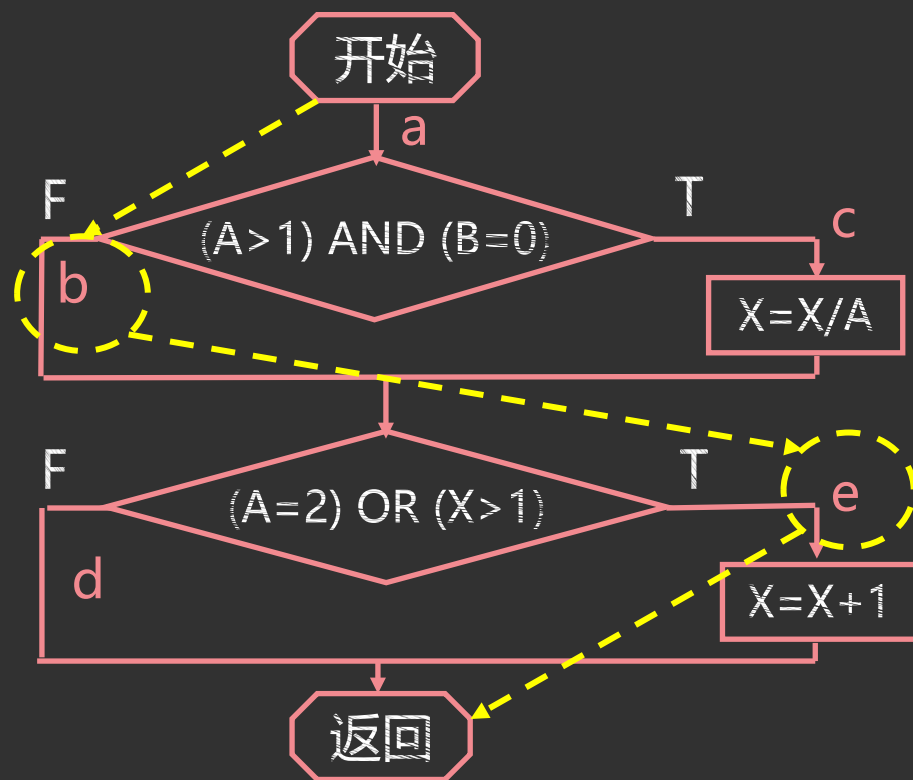 开始
a
F
T
(A>1) AND (B=0)
c
b
X=X/A
F
T
(A=2) OR (X>1)
e
d
X=X+1
返回